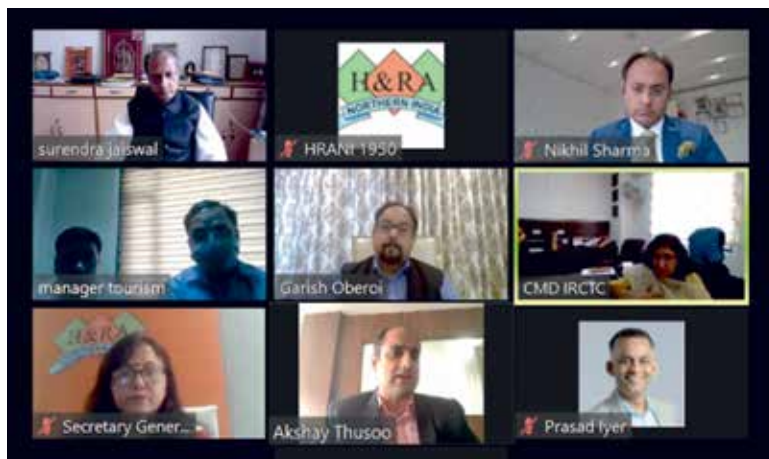 surendra jaiswal
H&RA
NORTHERN INDIA
HRANI 1950
Nikhil Sharma
manager tourism
Garish Oberoi
CMD IRCTC
H&RA
Secretary Gener...
Akshay Thusoo
Prasad Iyer